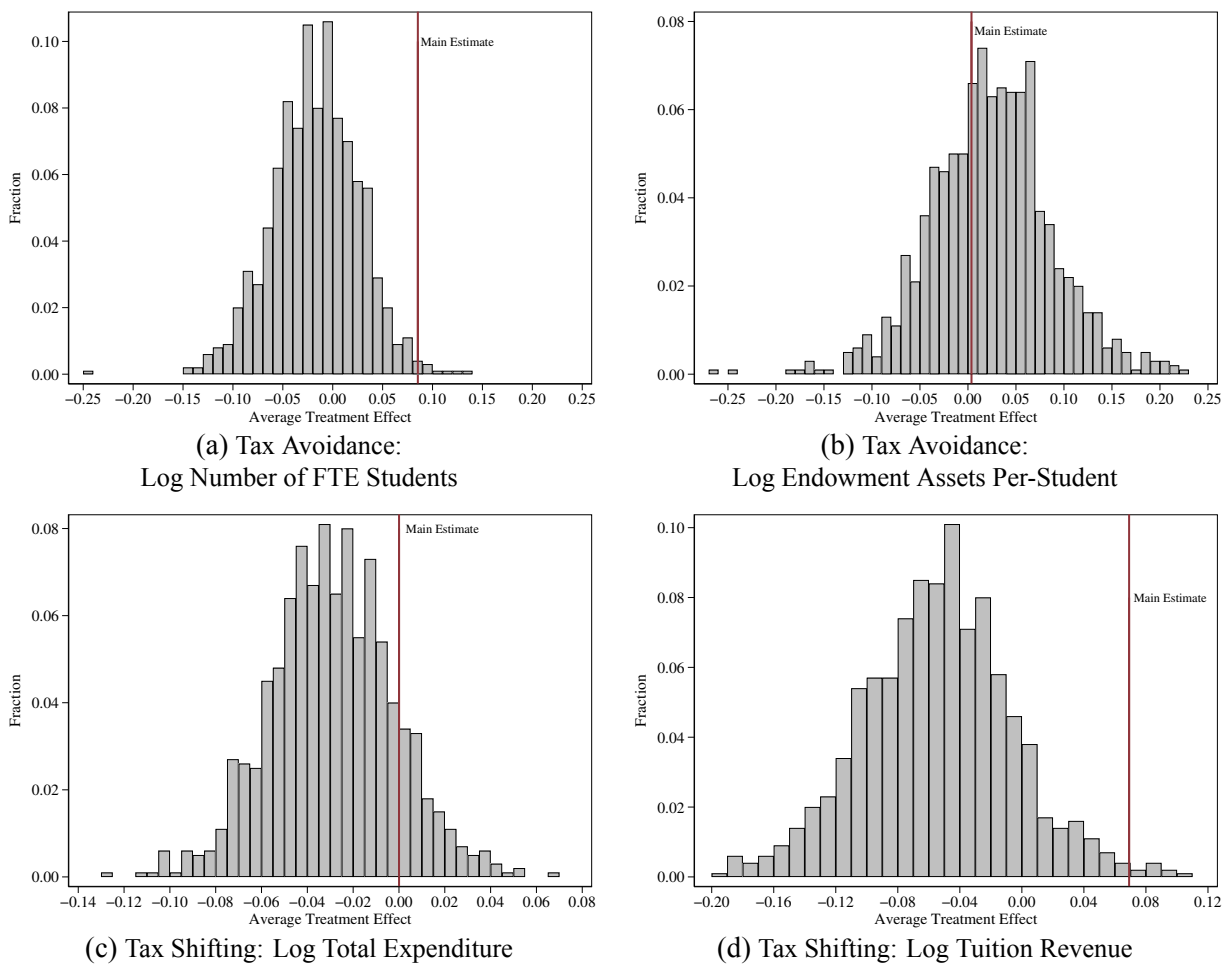 0.10
0.08
0.06
0.04
0.02
0.00
Fraction
Main Estimate
−0.25 −0.20 −0.15 −0.10 −0.05 0.00 0.05 0.10 0.15 0.20 0.25
Average Treatment Effect
(a) Tax Avoidance:
Log Number of FTE Students
0.08
0.06
0.04
0.02
0.00
Fraction
Main Estimate
−0.25 −0.20 −0.15 −0.10 −0.05 0.00 0.05 0.10 0.15 0.20 0.25
Average Treatment Effect
(b) Tax Avoidance:
Log Endowment Assets Per-Student
0.08
0.06
0.04
0.02
0.00
Fraction
Main Estimate
−0.14 −0.12 −0.10 −0.08 −0.06 −0.04 −0.02 0.00 0.02 0.04 0.06 0.08
Average Treatment Effect
(c) Tax Shifting: Log Total Expenditure
0.10
0.08
0.06
0.04
0.02
0.00
Fraction
Main Estimate
−0.20 −0.16 −0.12 −0.08 −0.04 0.00 0.04 0.08 0.12
Average Treatment Effect
(d) Tax Shifting: Log Tuition Revenue